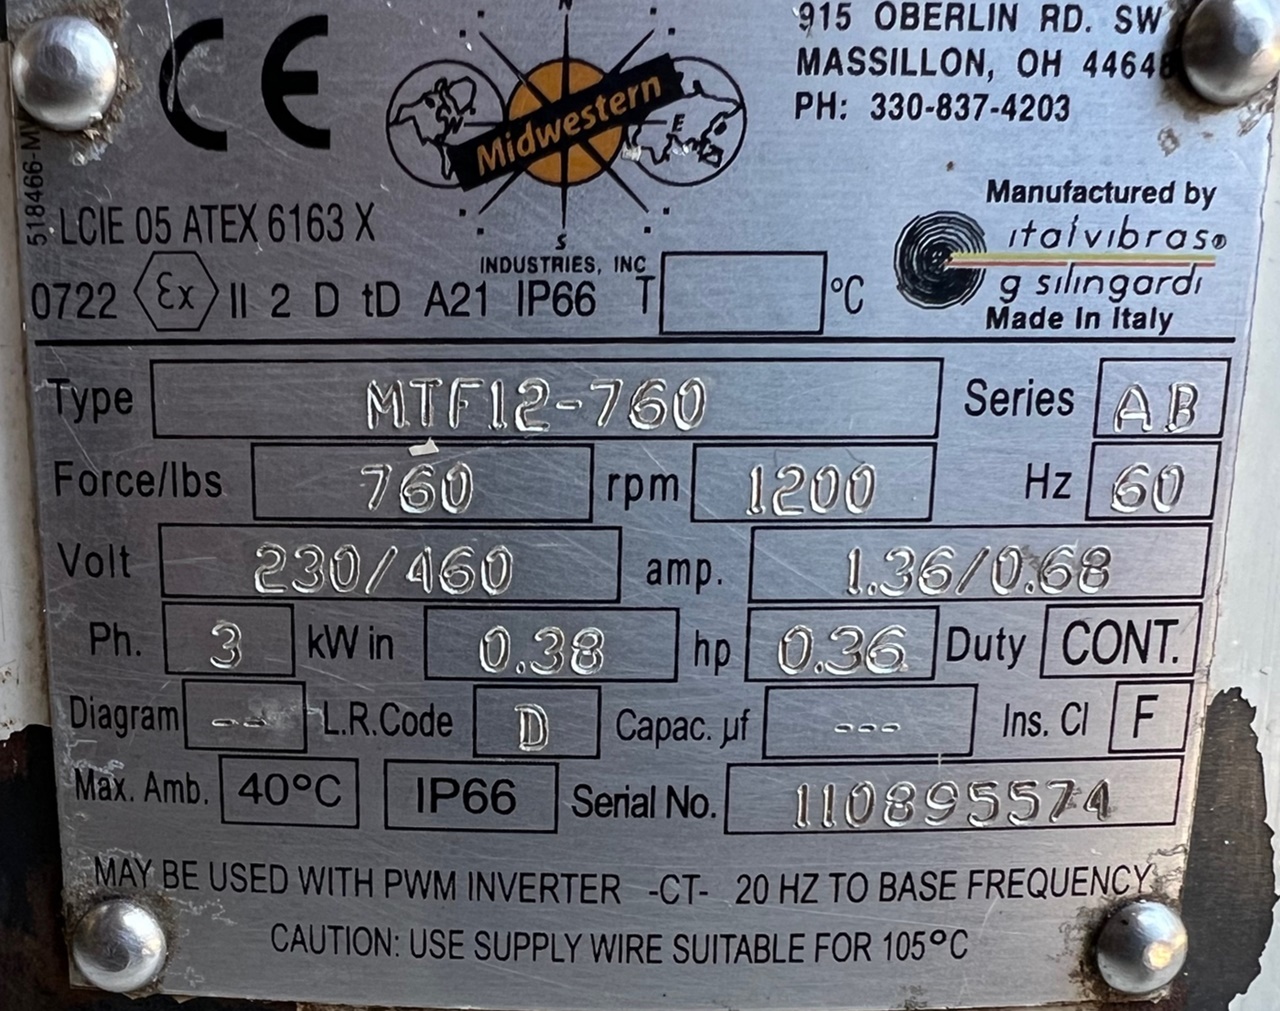 915 OBERLIN RD. SW
MASSILLON, OH 44646
PH: 330-837-4203
CE
N
Midwestern
E
S
INDUSTRIES, INC
518466-M
LCIE 05 ATEX 6163 X
Manufactured by
italvibras®
g silingardi
Made In Italy
0722 Ex II 2 D tD A21 IP66 T °C
Type MTF12-760 Series AB
Force/lbs 760 rpm 1200 Hz 60
Volt 230/460 amp. 1.36/0.68
Ph. 3 kW in 0.38 hp 0.36 Duty CONT.
Diagram -- L.R.Code D Capac. µf --- Ins. Cl F
Max. Amb. 40°C IP66 Serial No. 110895574
MAY BE USED WITH PWM INVERTER -CT- 20 HZ TO BASE FREQUENCY
CAUTION: USE SUPPLY WIRE SUITABLE FOR 105°C